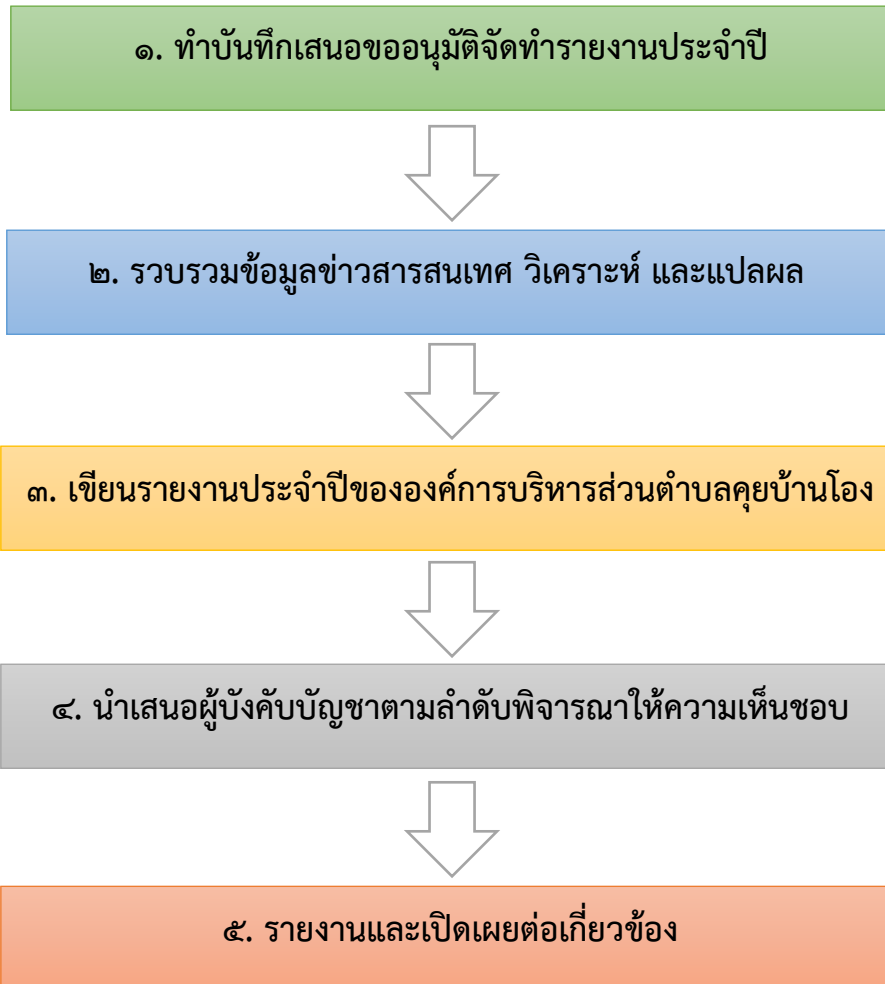 ๑. ทำบันทึกเสนอขออนุมัติจัดทำรายงานประจำปี
๒. รวบรวมข้อมูลข่าวสารสนเทศ วิเคราะห์ และแปลผล
๓. เขียนรายงานประจำปีขององค์การบริหารส่วนตำบลคุยบ้านโอง
๔. นำเสนอผู้บังคับบัญชาตามลำดับพิจารณาให้ความเห็นชอบ
๕. รายงานและเปิดเผยต่อเกี่ยวข้อง